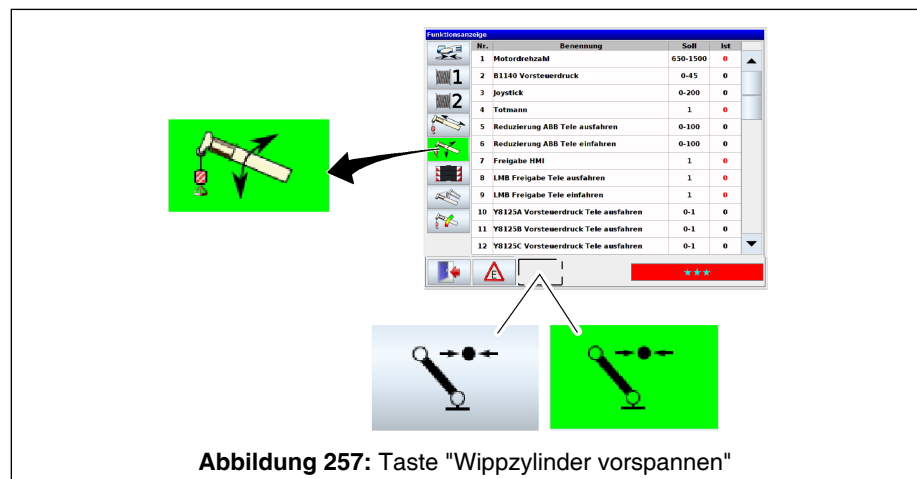 Funktionsanzeige
Nr. Benennung Soll Ist
1 Motordrehzahl 650-1500 0
2 B1140 Vorsteuerdruck 0-45 0
3 Joystick 0-200 0
4 Totmann 1 0
5 Reduzierung ABB Tele ausfahren 0-100 0
6 Reduzierung ABB Tele einfahren 0-100 0
7 Freigabe HMI 1 0
8 LMB Freigabe Tele ausfahren 1 0
9 LMB Freigabe Tele einfahren 1 0
10 Y8125A Vorsteuerdruck Tele ausfahren 0-1 0
11 Y8125B Vorsteuerdruck Tele ausfahren 0-1 0
12 Y8125C Vorsteuerdruck Tele ausfahren 0-1 0
1
2
E
***
Abbildung 257: Taste "Wippzylinder vorspannen"